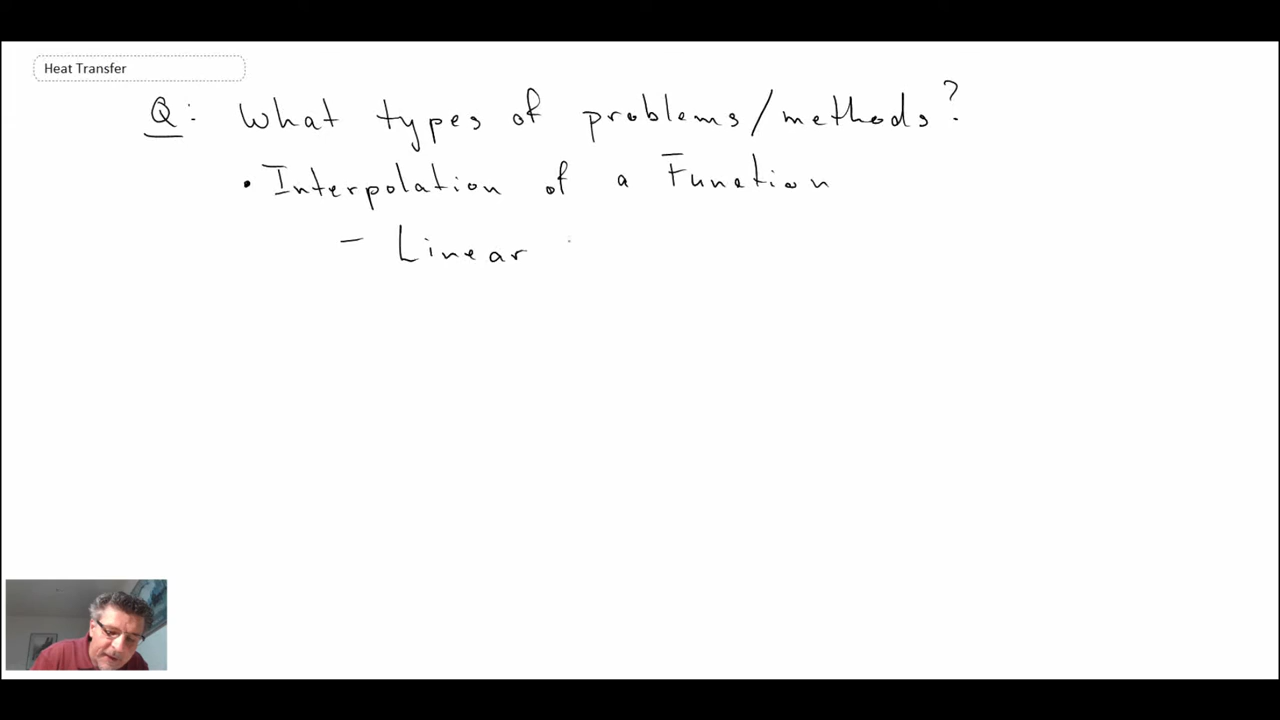 Heat Transfer
Q: What types of problems/methods?
• Interpolation of a Function
- Linear